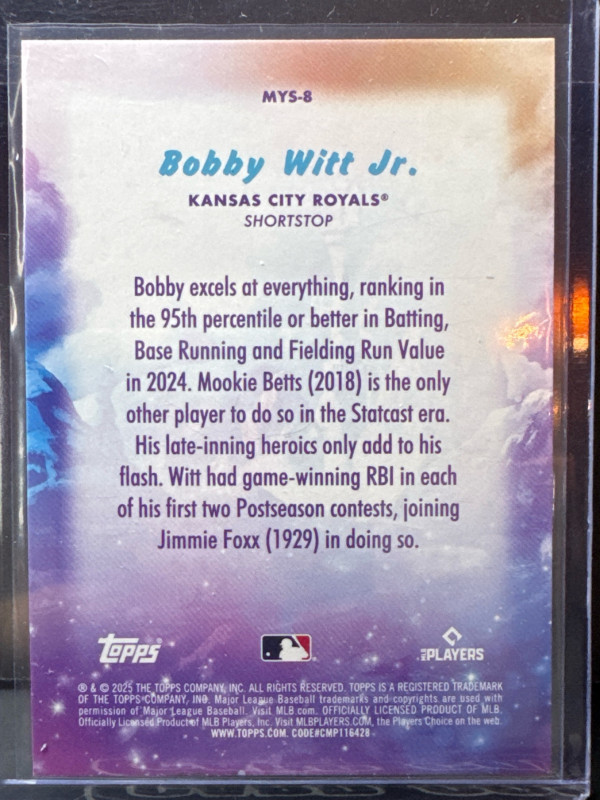 MYS-8
Bobby Witt Jr.
KANSAS CITY ROYALS®
SHORTSTOP
Bobby excels at everything, ranking in
the 95th percentile or better in Batting,
Base Running and Fielding Run Value
in 2024. Mookie Betts (2018) is the only
other player to do so in the Statcast era.
His late-inning heroics only add to his
flash. Witt had game-winning RBI in each
of his first two Postseason contests, joining
Jimmie Foxx (1929) in doing so.
Topps
MLB PLAYERS
® & © 2025 THE TOPPS COMPANY, INC. ALL RIGHTS RESERVED. TOPPS IS A REGISTERED TRADEMARK
OF THE TOPPS COMPANY, INC. Major League Baseball trademarks and copyrights are used with
permission of Major League Baseball. Visit MLB.com. OFFICIALLY LICENSED PRODUCT OF MLB.
Officially Licensed Product of MLB Players, Inc. Visit MLBPLAYERS.COM, the Players Choice on the web.
WWW.TOPPS.COM. CODE#CMP116428